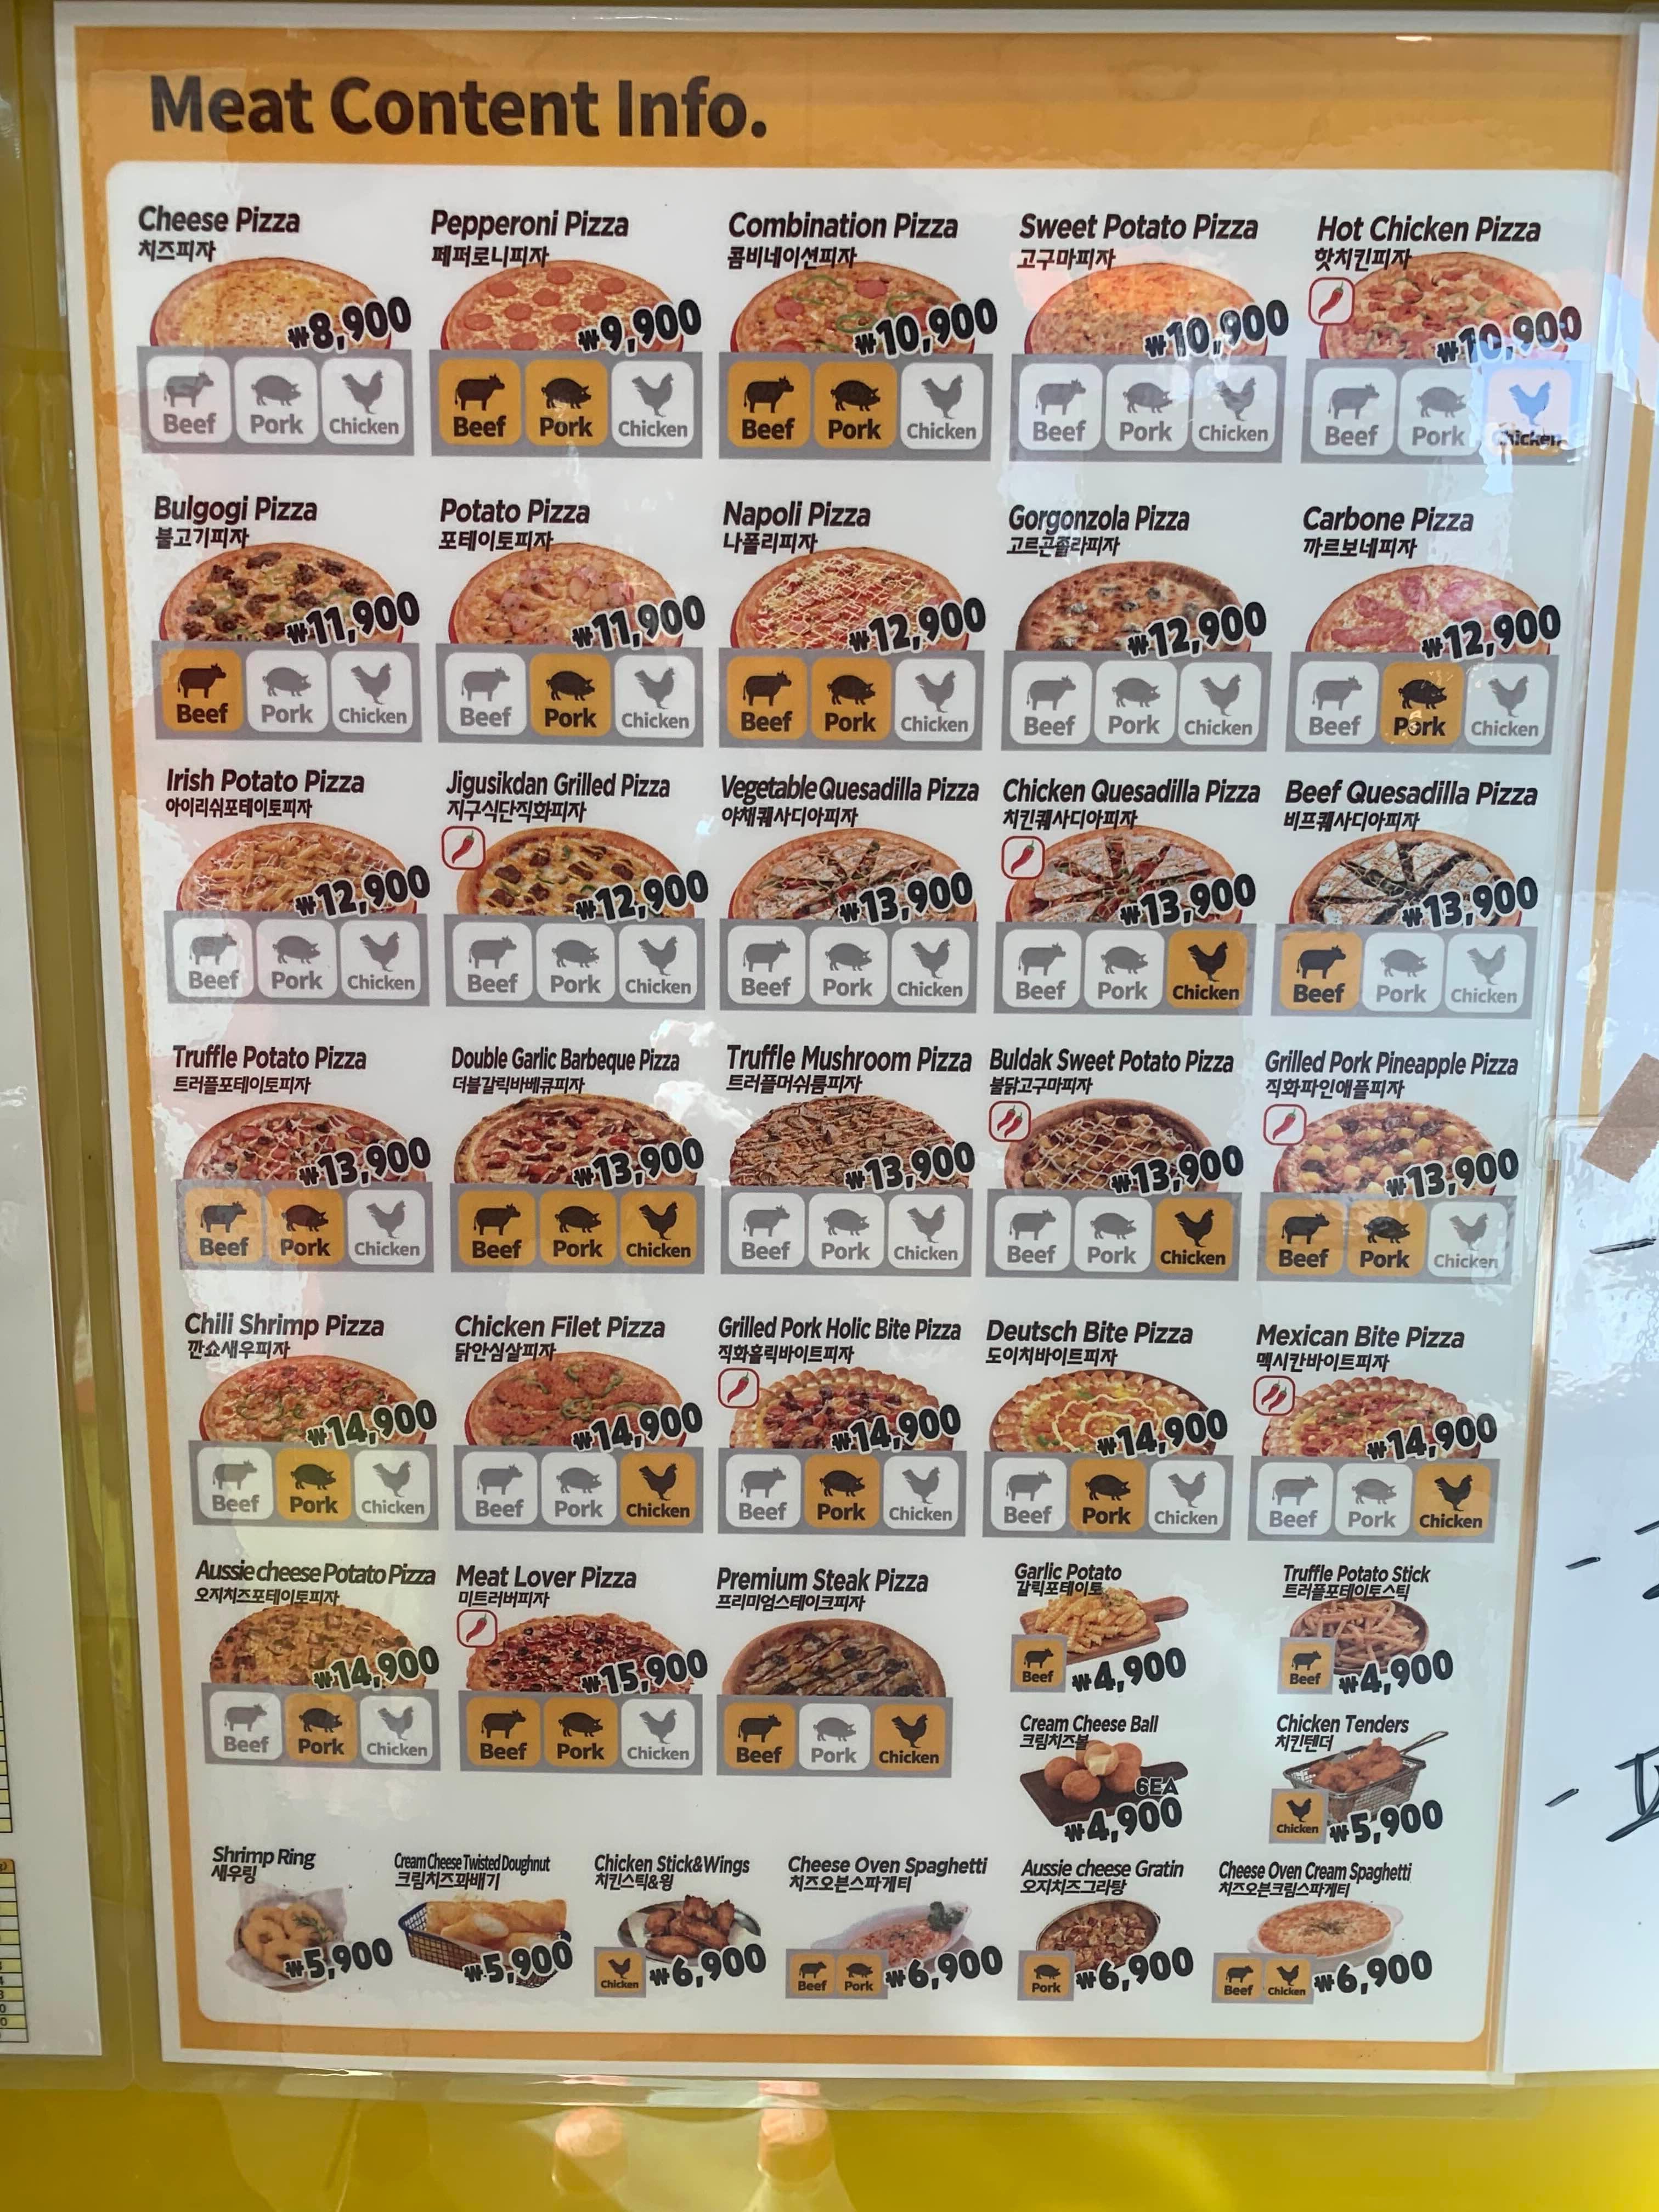 Meat Content Info.
Cheese Pizza
치즈피자
₩8,900
Beef Pork Chicken
Pepperoni Pizza
페퍼로니피자
₩9,900
Beef Pork Chicken
Combination Pizza
콤비네이션피자
₩10,900
Beef Pork Chicken
Sweet Potato Pizza
고구마피자
₩10,900
Beef Pork Chicken
Hot Chicken Pizza
핫치킨피자
₩10,900
Beef Pork Chicken
Bulgogi Pizza
불고기피자
₩11,900
Beef Pork Chicken
Potato Pizza
포테이토피자
₩11,900
Beef Pork Chicken
Napoli Pizza
나폴리피자
₩12,900
Beef Pork Chicken
Gorgonzola Pizza
고르곤졸라피자
₩12,900
Beef Pork Chicken
Carbone Pizza
까르보네피자
₩12,900
Beef Pork Chicken
Irish Potato Pizza
아이리쉬포테이토피자
₩12,900
Beef Pork Chicken
Jigusikdan Grilled Pizza
지구식단직화피자
₩12,900
Beef Pork Chicken
Vegetable Quesadilla Pizza
야채퀘사디아피자
₩13,900
Beef Pork Chicken
Chicken Quesadilla Pizza
치킨퀘사디아피자
₩13,900
Beef Pork Chicken
Beef Quesadilla Pizza
비프퀘사디아피자
₩13,900
Beef Pork Chicken
Truffle Potato Pizza
트러플포테이토피자
₩13,900
Beef Pork Chicken
Double Garlic Barbeque Pizza
더블갈릭바베큐피자
₩13,900
Beef Pork Chicken
Truffle Mushroom Pizza
트러플머쉬룸피자
₩13,900
Beef Pork Chicken
Buldak Sweet Potato Pizza
불닭고구마피자
₩13,900
Beef Pork Chicken
Grilled Pork Pineapple Pizza
직화파인애플피자
₩13,900
Beef Pork Chicken
Chili Shrimp Pizza
깐쇼새우피자
₩14,900
Beef Pork Chicken
Chicken Filet Pizza
닭안심살피자
₩14,900
Beef Pork Chicken
Grilled Pork Holic Bite Pizza
직화홀릭바이트피자
₩14,900
Beef Pork Chicken
Deutsch Bite Pizza
도이치바이트피자
₩14,900
Beef Pork Chicken
Mexican Bite Pizza
멕시칸바이트피자
₩14,900
Beef Pork Chicken
Aussie cheese Potato Pizza
오지치즈포테이토피자
₩14,900
Beef Pork Chicken
Meat Lover Pizza
미트러버피자
₩15,900
Beef Pork Chicken
Premium Steak Pizza
프리미엄스테이크피자
Beef Pork Chicken
Garlic Potato
갈릭포테이토
Beef ₩4,900
Truffle Potato Stick
트러플포테이토스틱
Beef ₩4,900
Cream Cheese Ball
크림치즈볼
6EA
₩4,900
Chicken Tenders
치킨텐더
Chicken ₩5,900
Shrimp Ring
새우링
₩5,900
Cream Cheese Twisted Doughnut
크림치즈꽈배기
₩5,900
Chicken Stick&Wings
치킨스틱&윙
Chicken ₩6,900
Cheese Oven Spaghetti
치즈오븐스파게티
Beef Pork ₩6,900
Aussie cheese Gratin
오지치즈그라탕
Pork ₩6,900
Cheese Oven Cream Spaghetti
치즈오븐크림스파게티
Beef Chicken ₩6,900